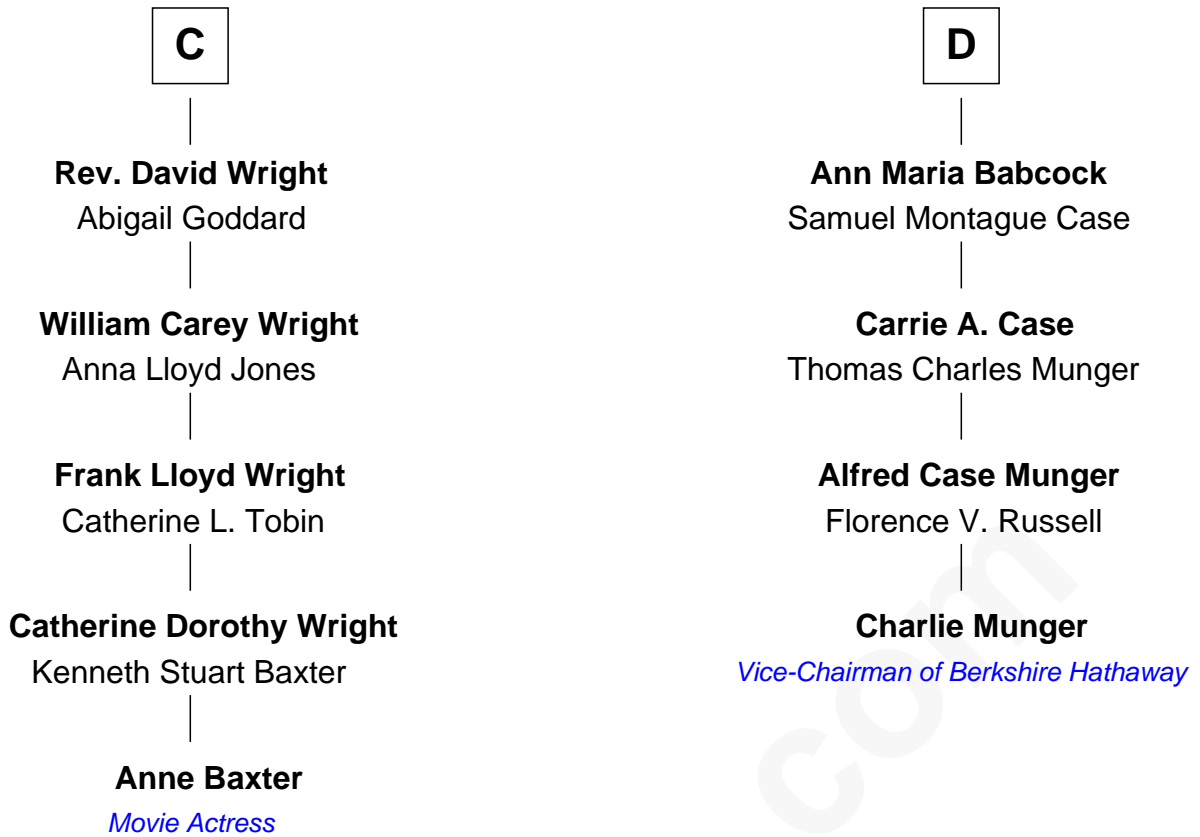 C
Rev. David Wright
Abigail Goddard
William Carey Wright
Anna Lloyd Jones
Frank Lloyd Wright
Catherine L. Tobin
Catherine Dorothy Wright
Kenneth Stuart Baxter
Anne Baxter
Movie Actress
D
Ann Maria Babcock
Samuel Montague Case
Carrie A. Case
Thomas Charles Munger
Alfred Case Munger
Florence V. Russell
Charlie Munger
Vice-Chairman of Berkshire Hathaway
com